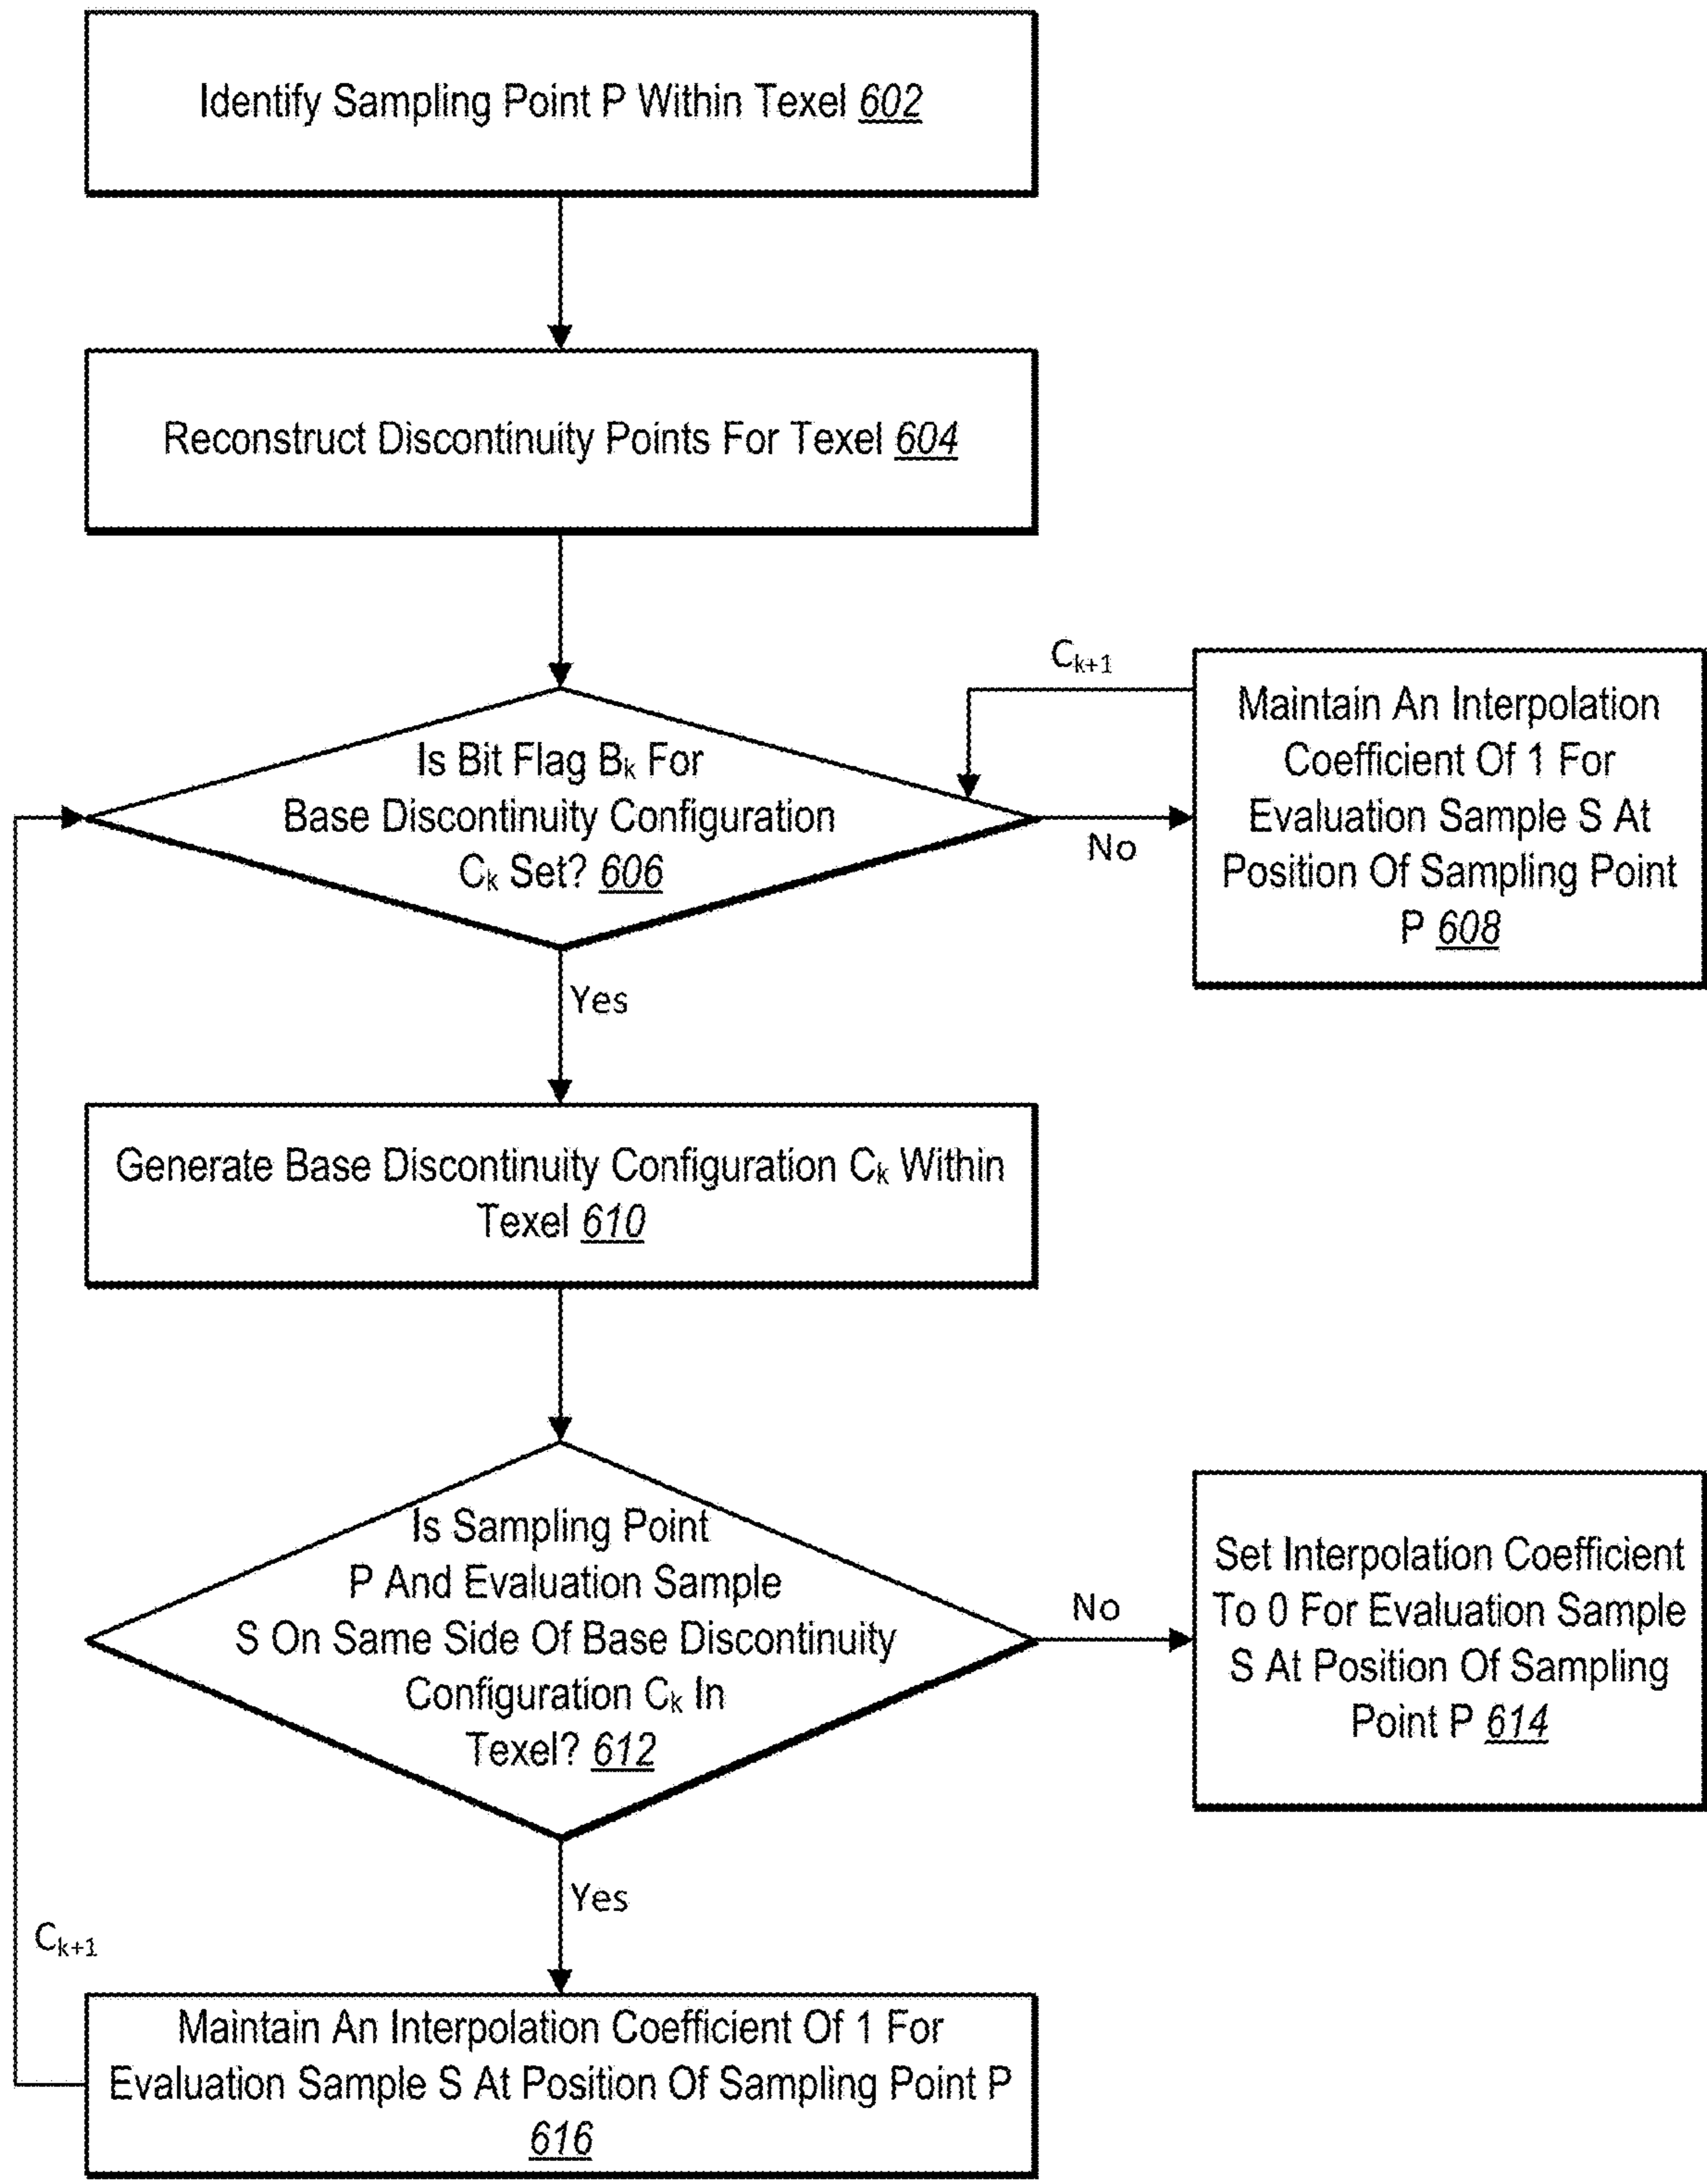 Identify Sampling Point P Within Texel 602
Reconstruct Discontinuity Points For Texel 604
Is Bit Flag Bk For
Base Discontinuity Configuration
Ck Set? 606
Ck+1
No
Maintain An Interpolation
Coefficient Of 1 For
Evaluation Sample S At
Position Of Sampling Point
P 608
Yes
Generate Base Discontinuity Configuration Ck Within
Texel 610
Is Sampling Point
P And Evaluation Sample
S On Same Side Of Base Discontinuity
Configuration Ck In
Texel? 612
No
Set Interpolation Coefficient
To 0 For Evaluation Sample
S At Position Of Sampling
Point P 614
Yes
Ck+1
Maintain An Interpolation Coefficient Of 1 For
Evaluation Sample S At Position Of Sampling Point P
616